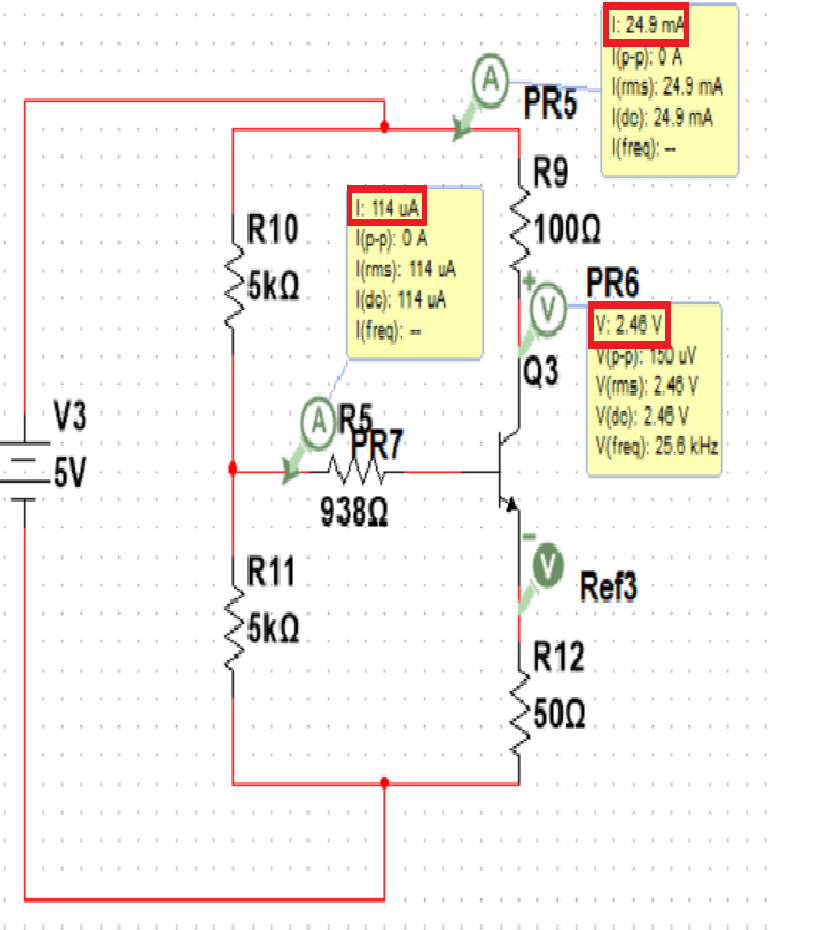 I: 24.9 mA
I(p-p): 0 A
I(rms): 24.9 mA
I(dc): 24.9 mA
I(freq): --
A
PR5
R9
100Ω
I: 114 uA
I(p-p): 0 A
I(rms): 114 uA
I(dc): 114 uA
I(freq): --
R10
5kΩ
+
V
PR6
V: 2.46 V
V(p-p): 150 uV
V(rms): 2.46 V
V(dc): 2.46 V
V(freq): 25.6 kHz
Q3
V3
5V
A
R5
PR7
938Ω
R11
5kΩ
-
V
Ref3
R12
50Ω